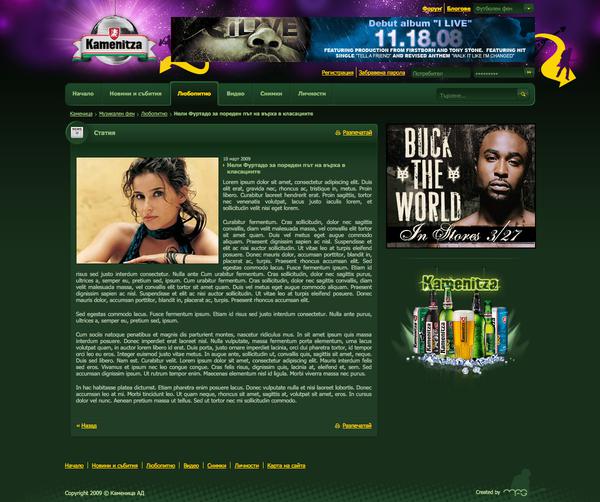 Форум Блогове Футболен фен
Kamenitza
I LIVE
Debut album "I LIVE"
11.18.08
FEATURING PRODUCTION FROM FIRSTBORN AND TONY STONE. FEATURING HIT
SINGLE "TELL A FRIEND" AND REVISED ANTHEM "WALK IT LIKE I'M CHANGED"
Регистрация Забравена парола Потребител
Начало Новини и събития Любопитно Видео Снимки Личности Търсене...
Каменица > Музикален фен > Любопитно > Нели Фуртадо за пореден път на върха в класациите
Статия Разпечатай
10 март 2009
• Нели Фуртадо за пореден път на върха в
класациите
Lorem ipsum dolor sit amet, consectetur adipiscing elit. Duis
elit erat, gravida nec, rhoncus ac, tristique in, metus. Proin
libero. Curabitur laoreet hendrerit erat. Proin sagittis, tortor
nec venenatis volutpat, lacus justo iaculis lorem, et
sollicitudin velit nisi eget lorem.
Curabitur fermentum. Cras sollicitudin, dolor nec sagittis
convallis, diam velit malesuada massa, vel convallis elit tortor
sit amet quam. Duis vel metus eget augue commodo
aliquam. Praesent dignissim sapien ac nisl. Suspendisse et
elit ac nisi auctor sollicitudin. Ut vitae leo at turpis eleifend
posuere. Donec mauris dolor, accumsan porttitor, blandit in,
placerat ac, turpis. Praesent rhoncus accumsan elit. Sed
egestas commodo lacus. Fusce fermentum ipsum. Etiam id
risus sed justo interdum consectetur. Nulla ante Cum urabitur fermentum. Cras sollicitudin, dolor nec purus,
ultrices a, semper eu, pretium sed, ipsum. Curabitur fermentum. Cras sollicitudin, dolor nec sagittis convallis, diam
velit malesuada massa, vel convallis elit tortor sit amet quam. Duis vel metus eget augue commodo aliquam. Praesent
dignissim sapien ac nisl. Suspendisse et elit ac nisi auctor sollicitudin. Ut vitae leo at turpis eleifend posuere. Donec
mauris dolor, accumsan porttitor, blandit in, placerat ac, turpis. Praesent rhoncus accumsan elit.
Sed egestas commodo lacus. Fusce fermentum ipsum. Etiam id risus sed justo interdum consectetur. Nulla ante purus,
ultrices a, semper eu, pretium sed, ipsum.
Cum sociis natoque penatibus et magnis dis parturient montes, nascetur ridiculus mus. In sit amet ipsum quis massa
interdum posuere. Donec imperdiet erat laoreet nisl. Nulla vulputate, massa fermentum porta elementum, urna lacus
volutpat quam, in auctor lorem libero id erat. Duis porta, justo ornare imperdiet lacinia, orci dui pharetra tortor, id tempor
orci leo eu eros. Integer euismod justo vitae metus. In augue ante, sollicitudin ut, convallis quis, sagittis sit amet, neque.
Duis sed libero. Nam est. Curabitur velit. Lorem ipsum dolor sit amet, consectetur adipiscing elit. Mauris interdum felis
sed eros. Vivamus et ipsum nec leo congue congue. Cras felis risus, dignissim quis, lacinia at, eleifend et, sem. Sed
accumsan dignissim ipsum. Ut rutrum tempor enim. Maecenas elementum nisl id ligula. Morbi viverra massa nec purus.
In hac habitasse platea dictumst. Etiam pharetra enim posuere lacus. Donec vulputate nulla et nisi laoreet lobortis. Donec
accumsan leo at mi. Morbi tincidunt leo. Ut quam neque, rhoncus sit amet, sagittis at, volutpat sit amet, eros. In cursus
dolor vel nunc. Aenean pretium massa ut tellus. Sed ut tortor nec mi sollicitudin commodo.
« Назад Разпечатай
BUCK
THE
WORLD
In Stores 3/27
Kamenitza
Начало Новини и събития Любопитно Видео Снимки Личности Карта на сайта
Copyright 2009 © Каменица АД Created by